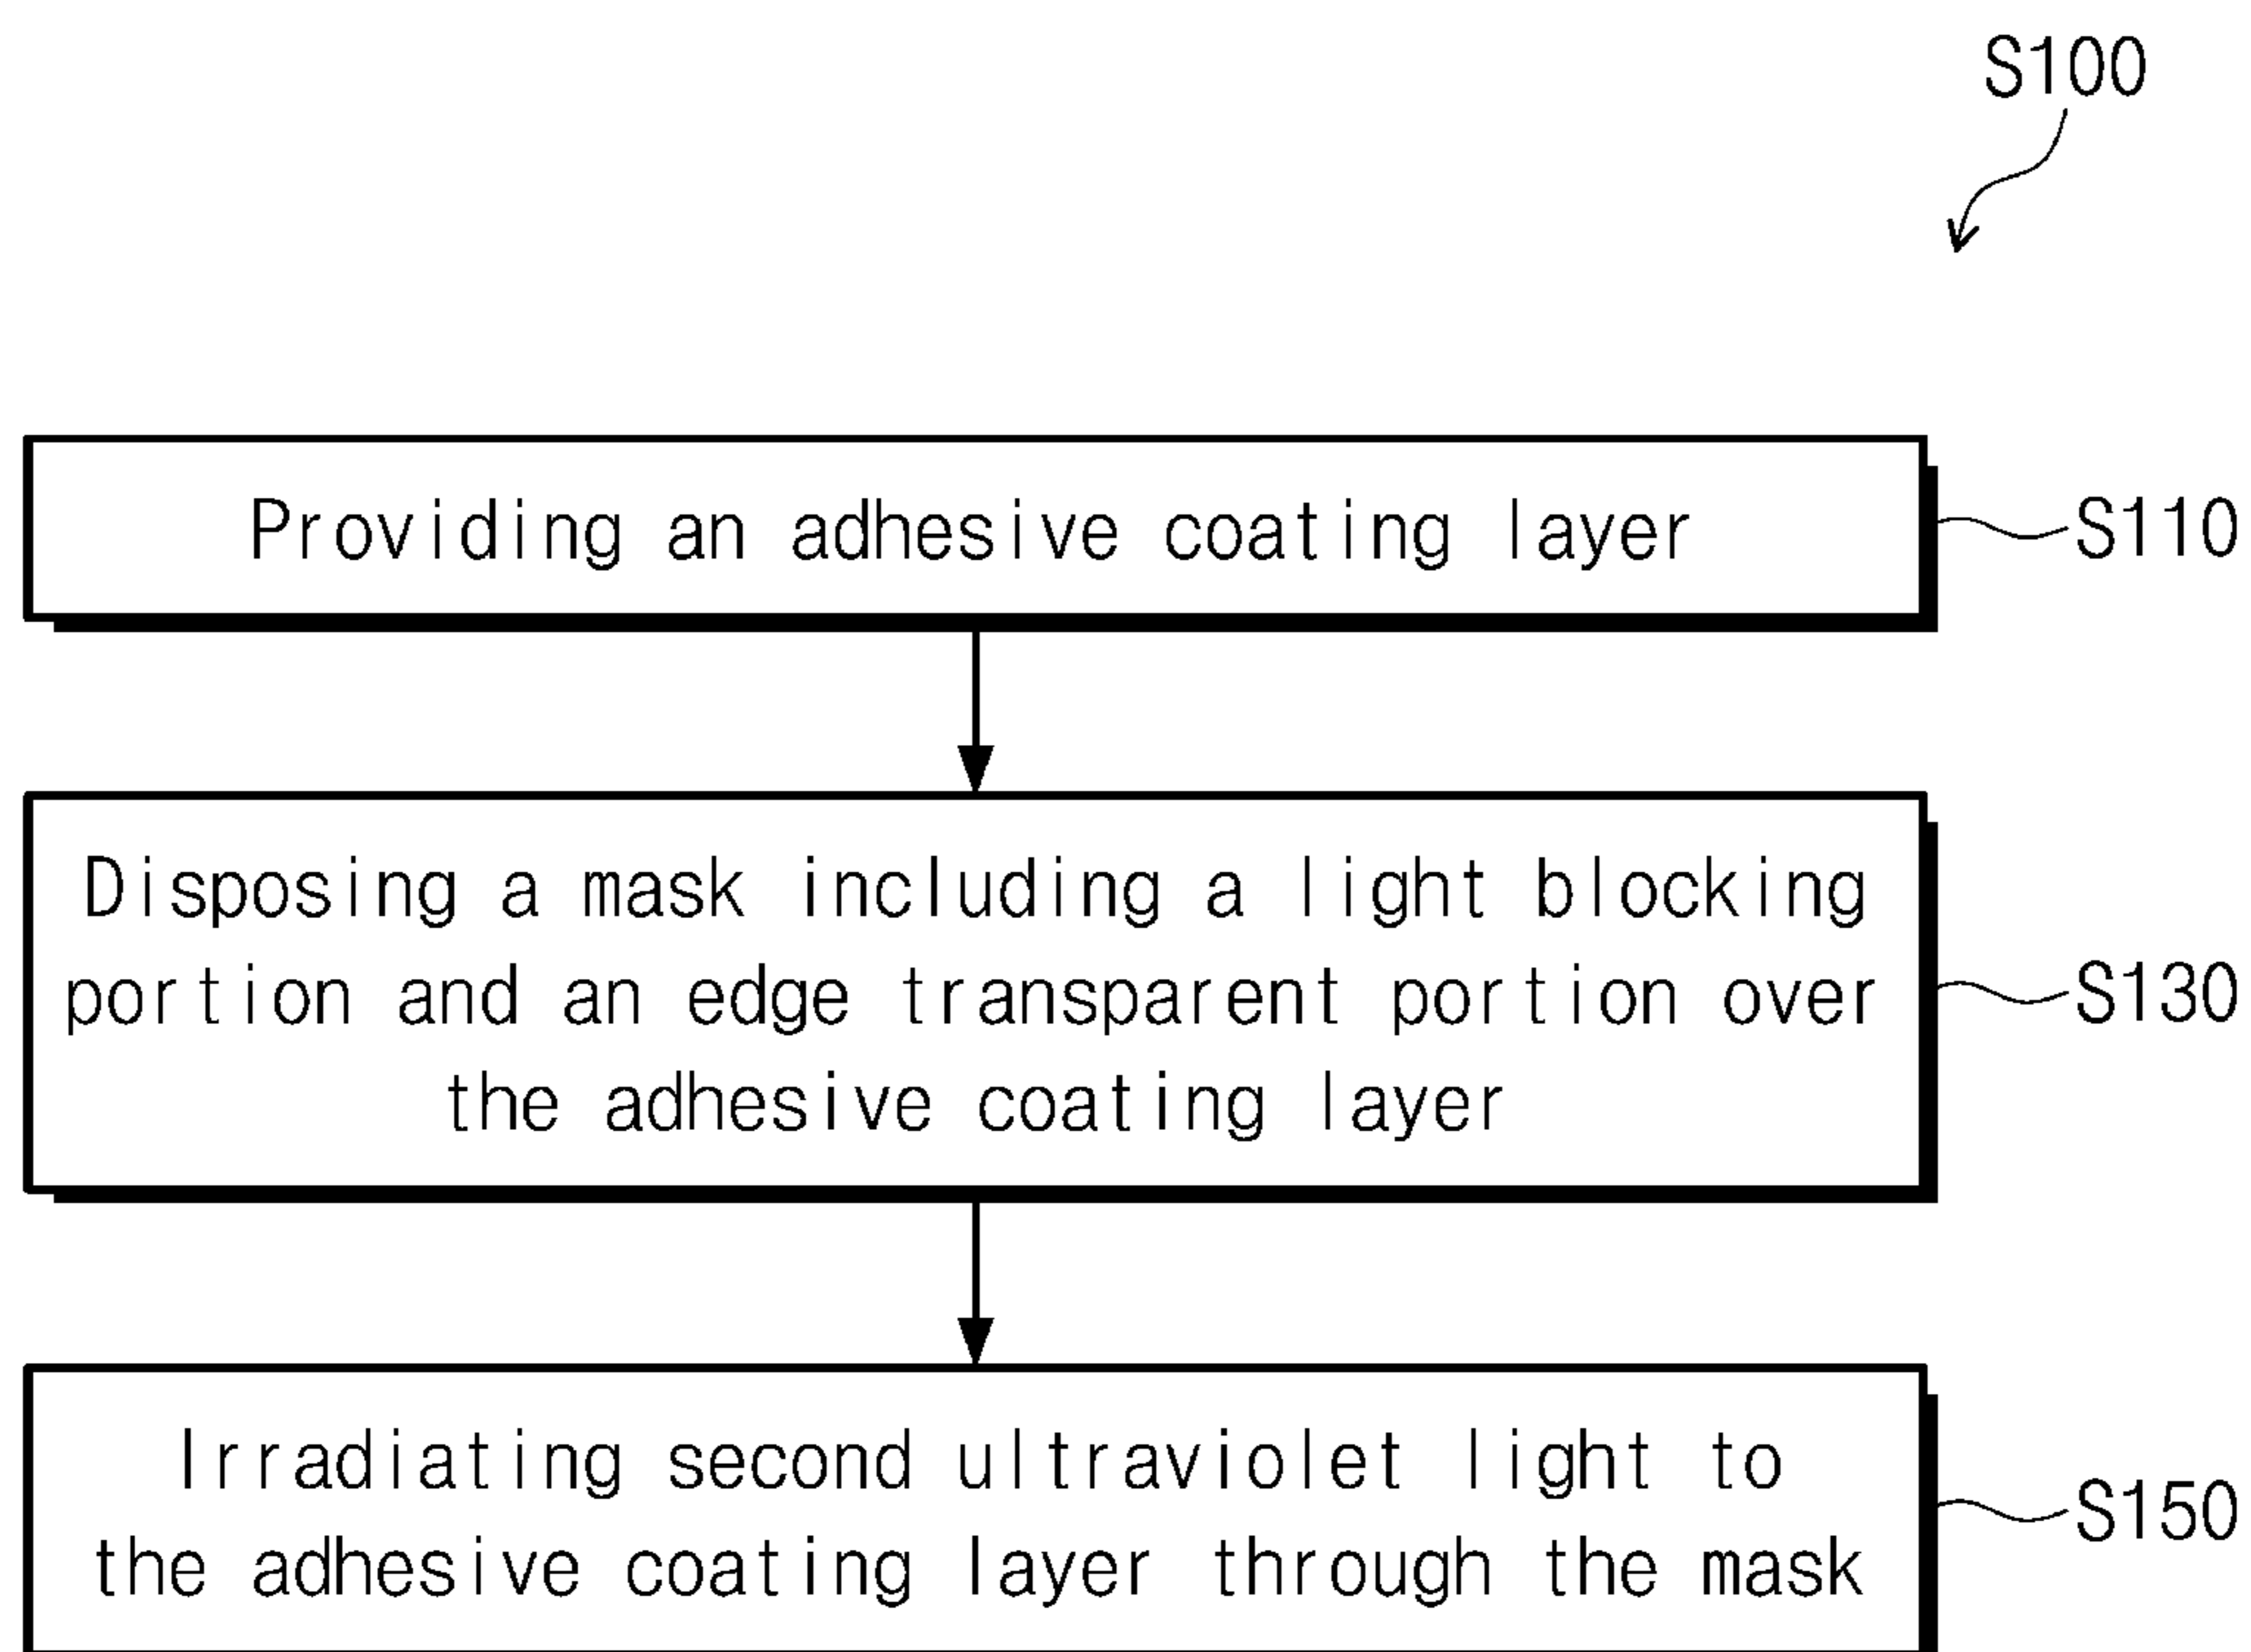 S100
Providing an adhesive coating layer
S110
Disposing a mask including a light blocking
portion and an edge transparent portion over
the adhesive coating layer
S130
Irradiating second ultraviolet light to
the adhesive coating layer through the mask
S150